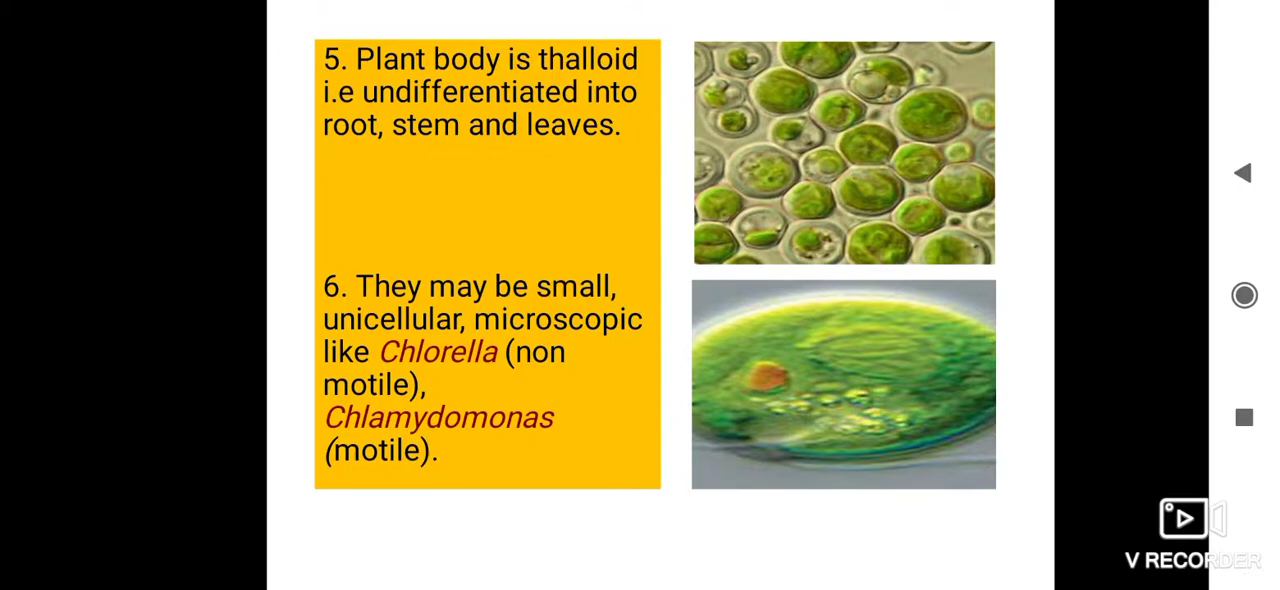 5. Plant body is thalloid
i.e undifferentiated into
root, stem and leaves.
6. They may be small,
unicellular, microscopic
like Chlorella (non
motile),
Chlamydomonas
(motile).
V RECORDER